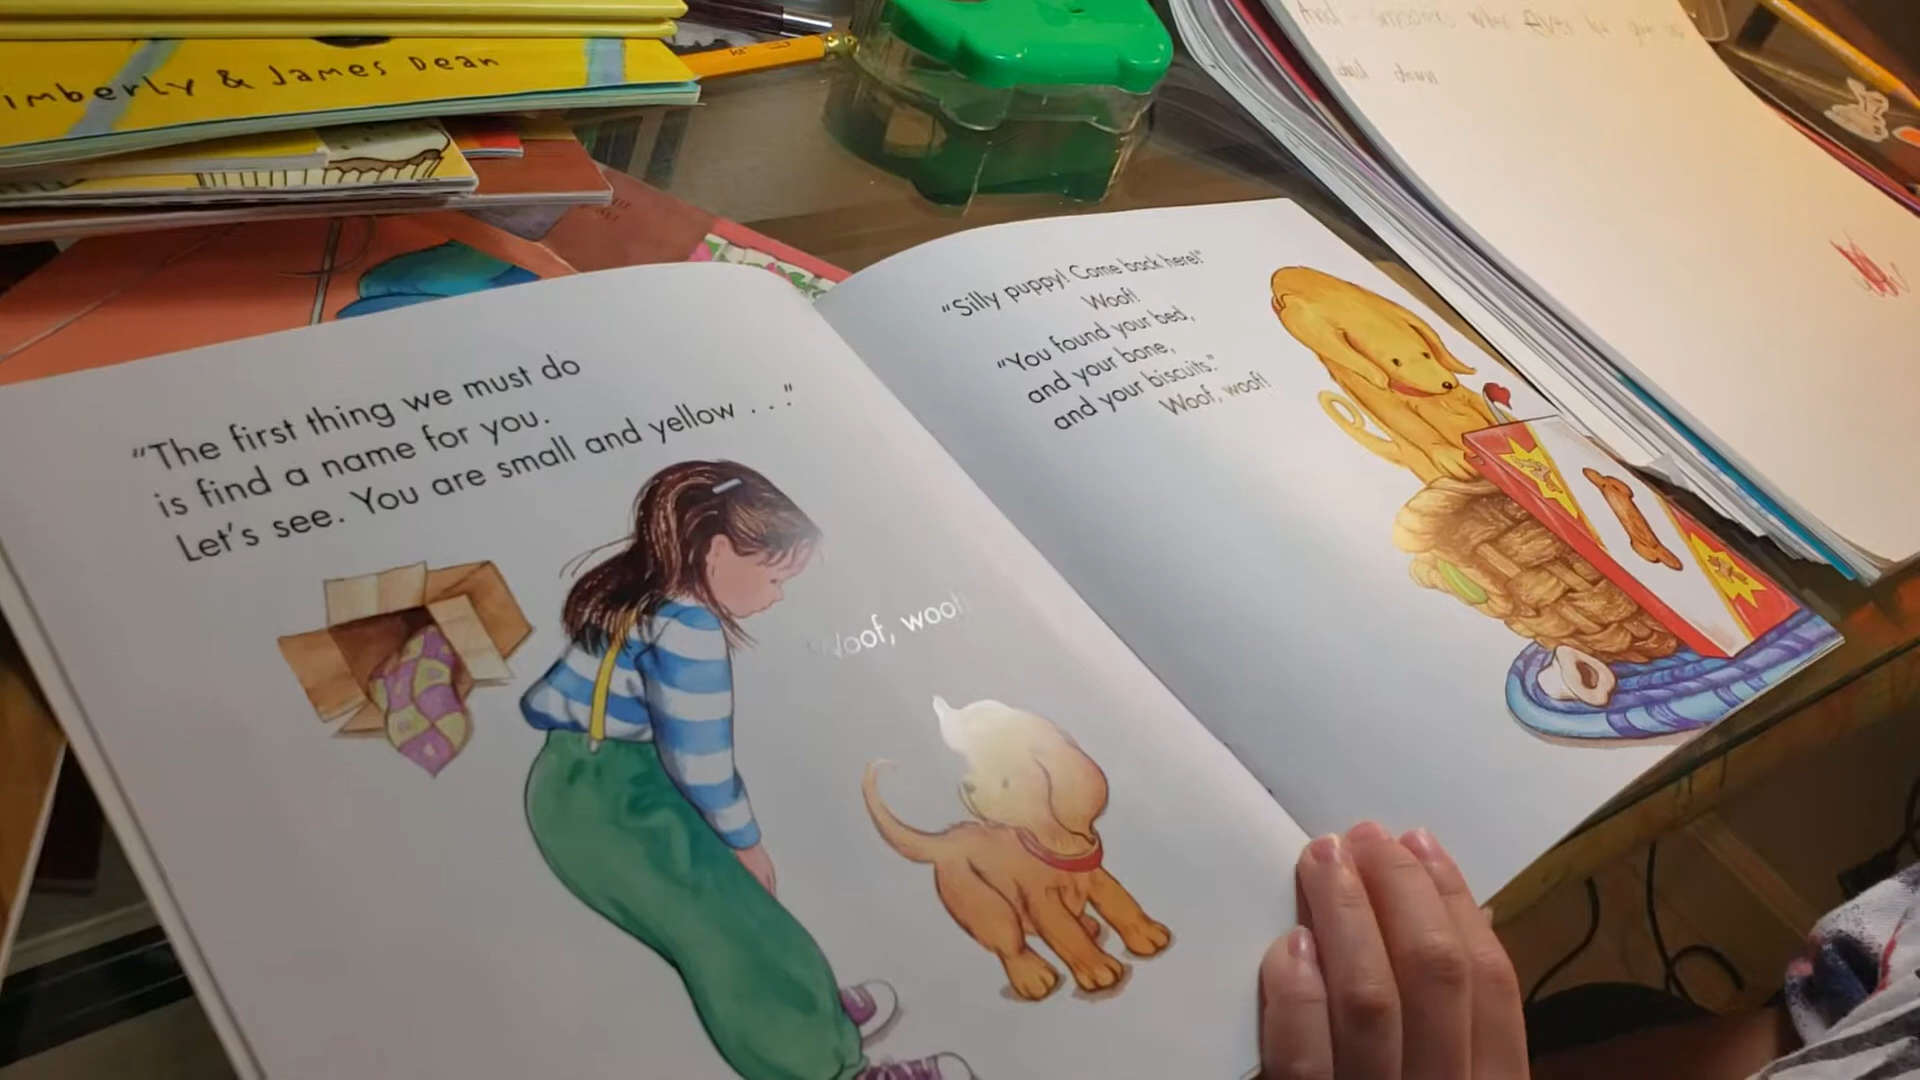 imberly & James Dean
"The first thing we must do
is find a name for you.
Let's see. You are small and yellow . . ."
"Woof, woof!
"Silly puppy! Come back here!"
Woof!
"You found your bed,
and your bone,
and your biscuits."
Woof, woof!
And
down